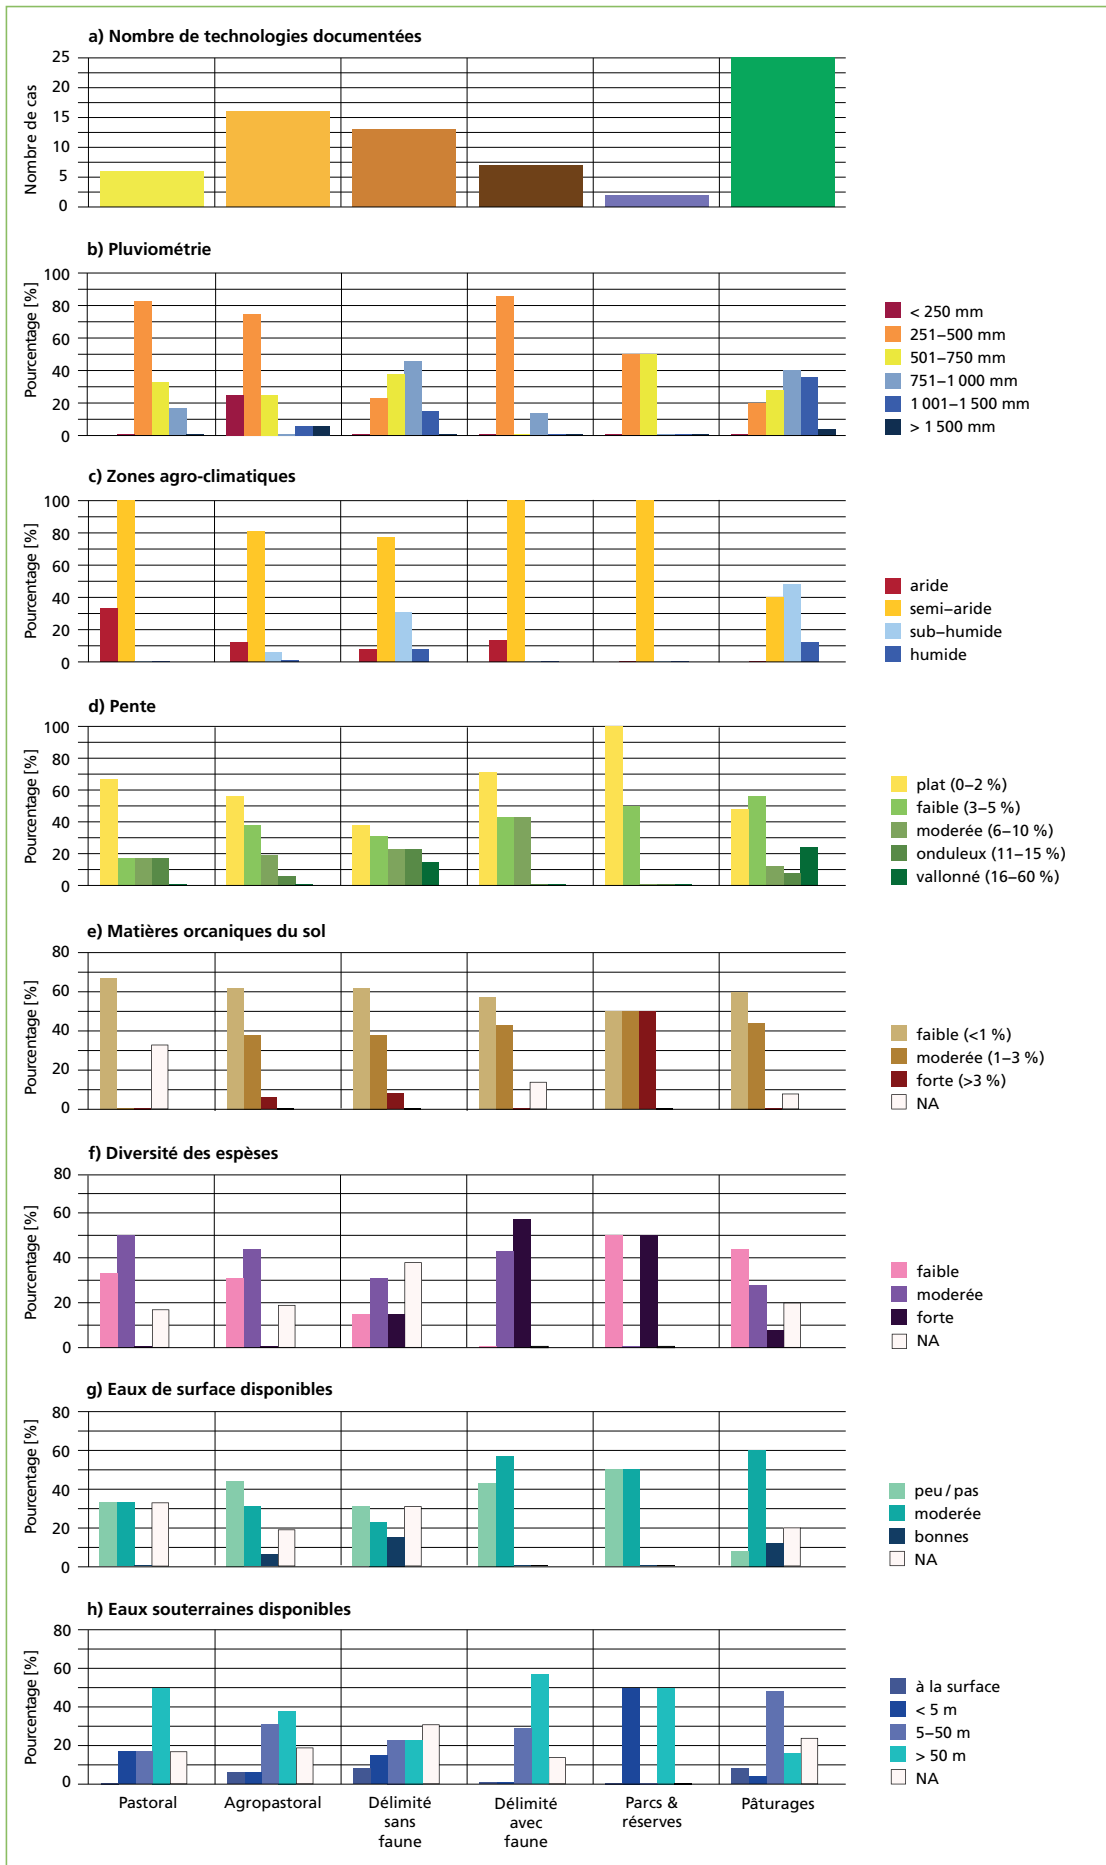 a) Nombre de technologies documentées
Nombre de cas
25
20
15
10
5
0
b) Pluviométrie
Pourcentage [%]
100
80
60
40
20
0
< 250 mm
251–500 mm
501–750 mm
751–1 000 mm
1 001–1 500 mm
> 1 500 mm
c) Zones agro-climatiques
Pourcentage [%]
100
80
60
40
20
0
aride
semi–aride
sub–humide
humide
d) Pente
Pourcentage [%]
100
80
60
40
20
0
plat (0–2 %)
faible (3–5 %)
moderée (6–10 %)
onduleux (11–15 %)
vallonné (16–60 %)
e) Matières orcaniques du sol
Pourcentage [%]
80
60
40
20
0
faible (<1 %)
moderée (1–3 %)
forte (>3 %)
NA
f) Diversité des espèses
Pourcentage [%]
80
60
40
20
0
faible
moderée
forte
NA
g) Eaux de surface disponibles
Pourcentage [%]
80
60
40
20
0
peu / pas
moderée
bonnes
NA
h) Eaux souterraines disponibles
Pourcentage [%]
80
60
40
20
0
à la surface
< 5 m
5–50 m
> 50 m
NA
Pastoral
Agropastoral
Délimité
sans
faune
Délimité
avec
faune
Parcs &
réserves
Pâturages